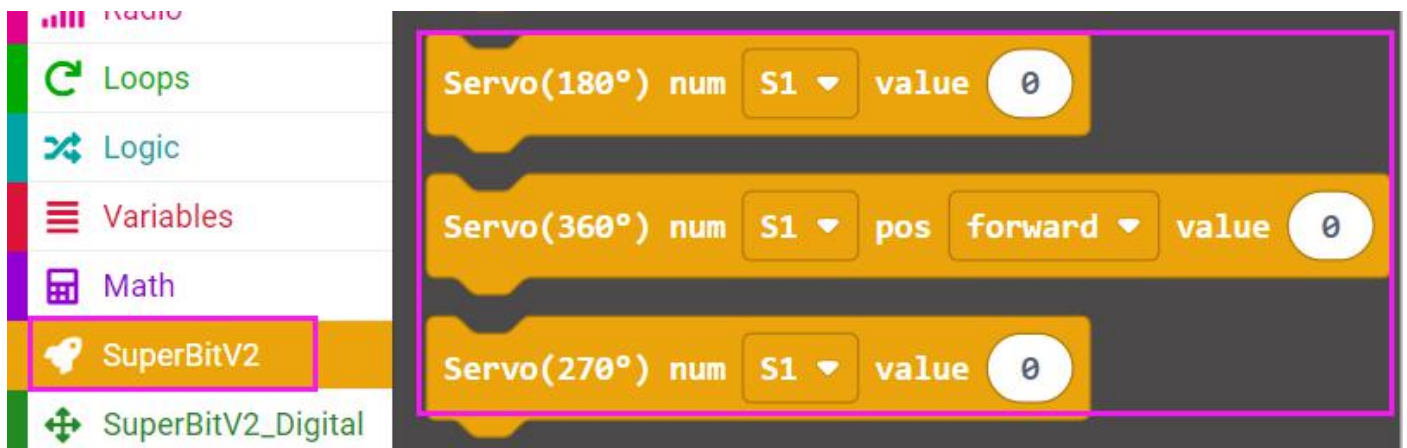 Radio
Loops
Logic
Variables
Math
SuperBitV2
SuperBitV2_Digital
Servo(180°) num S1 value 0
Servo(360°) num S1 pos forward value 0
Servo(270°) num S1 value 0